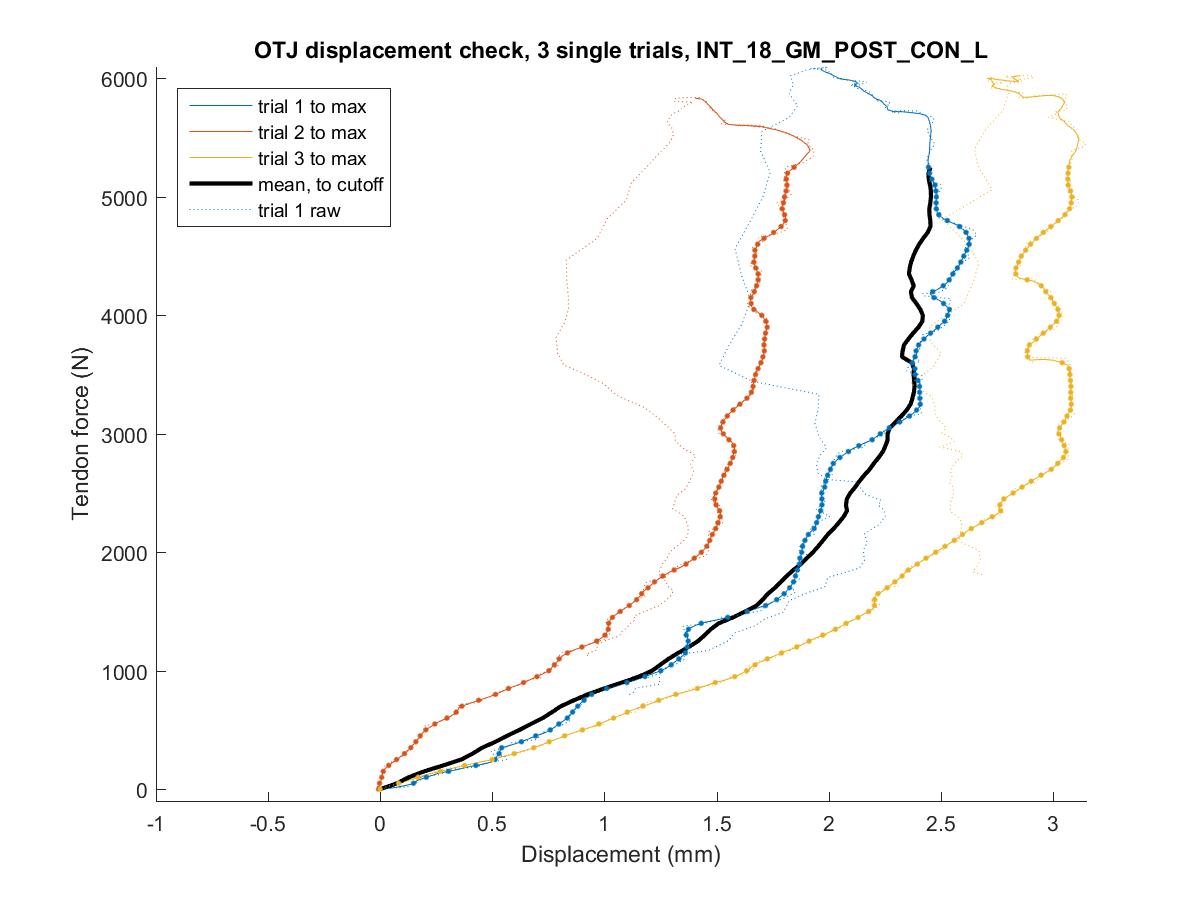 OTJ displacement check, 3 single trials, INT_18_GM_POST_CON_L
6000
trial 1 to max
trial 2 to max
trial 3 to max
mean, to cutoff
trial 1 raw
5000
4000
3000
2000
1000
0
Tendon force (N)
-1 -0.5 0 0.5 1 1.5 2 2.5 3
Displacement (mm)